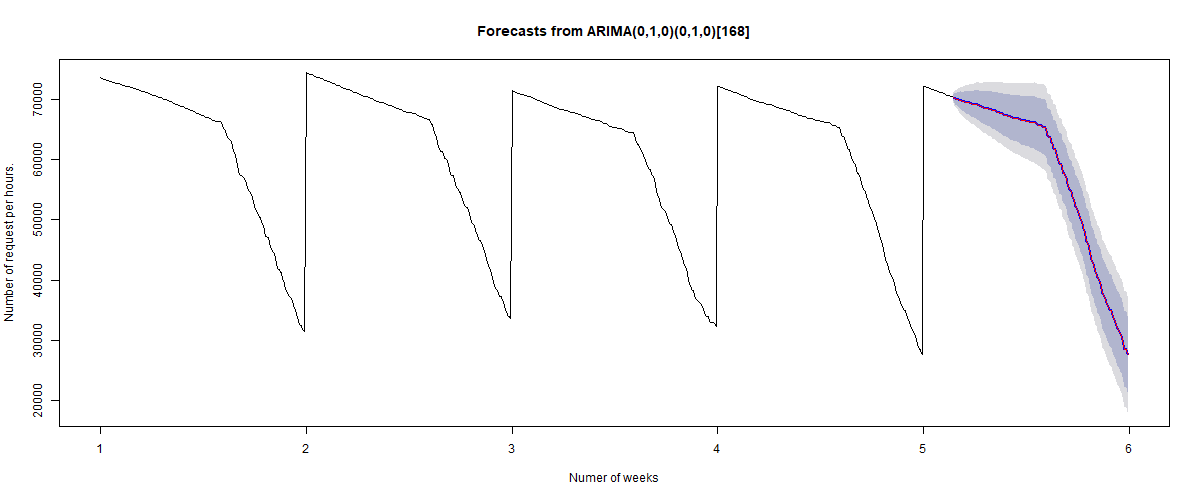 Forecasts from ARIMA(0,1,0)(0,1,0)[168]
Number of request per hours.
70000
60000
50000
40000
30000
20000
1 2 3 4 5 6
Numer of weeks